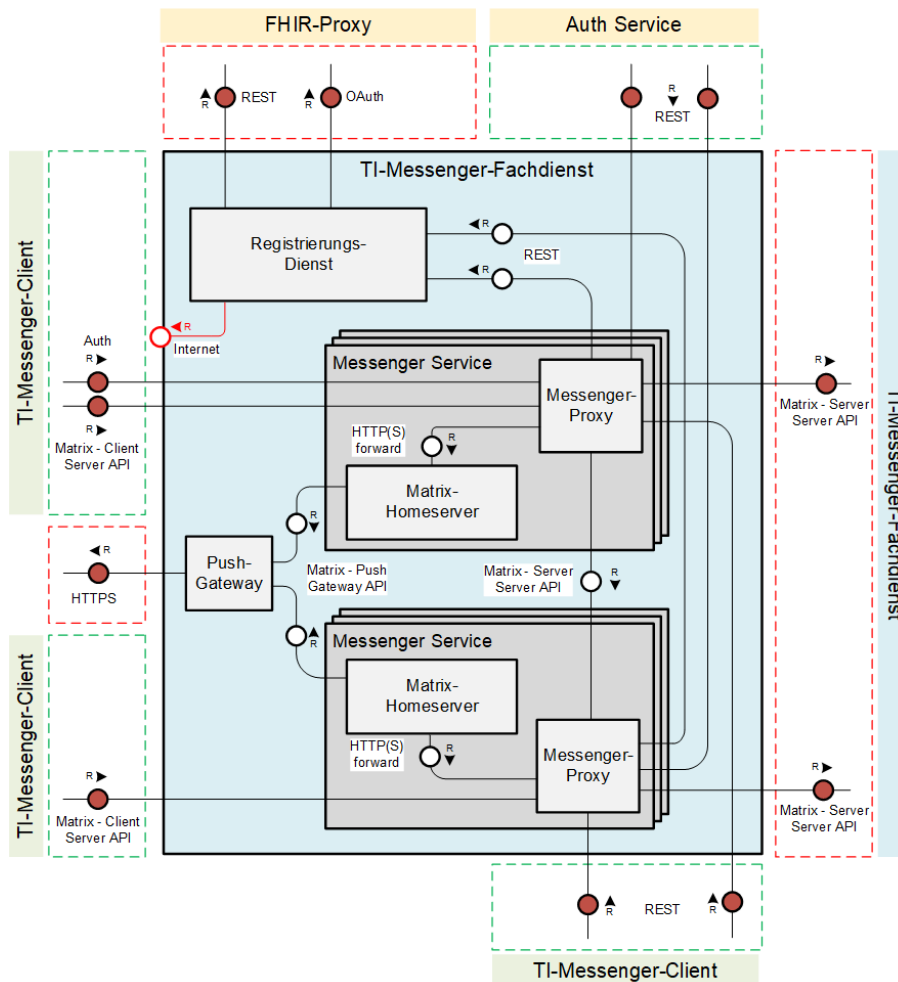 FHIR-Proxy
Auth Service
R
REST
R
OAuth
R
REST
TI-Messenger-Fachdienst
TI-Messenger-Client
Registrierungs-
Dienst
R
R
REST
R
Internet
Auth
R
R
Matrix - Client
Server API
Messenger Service
Messenger-
Proxy
HTTP(S)
forward
R
Matrix-
Homeserver
R
Matrix - Server
Server API
TI-Messenger-Fachdienst
R
HTTPS
Push-
Gateway
R
Matrix - Push
Gateway API
R
Matrix - Server
Server API
R
TI-Messenger-Client
Messenger Service
Matrix-
Homeserver
HTTP(S)
forward
R
Messenger-
Proxy
R
Matrix - Client
Server API
R
Matrix - Server
Server API
R
REST
R
TI-Messenger-Client